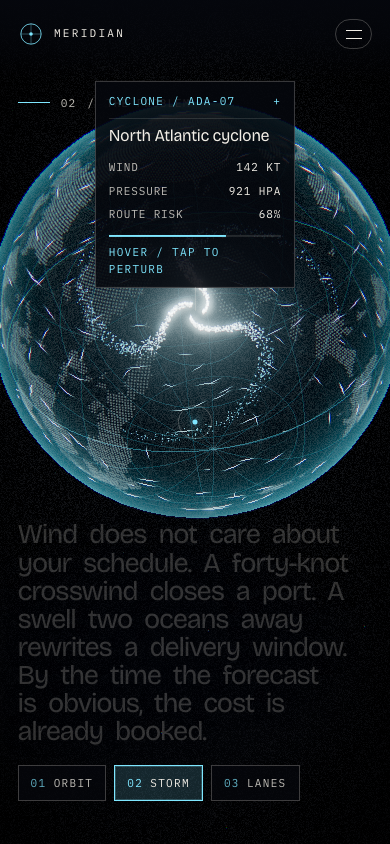 MERIDIAN
02 /
CYCLONE / ADA-07 +
North Atlantic cyclone
WIND 142 KT
PRESSURE 921 HPA
ROUTE RISK 68%
HOVER / TAP TO
PERTURB
Wind does not care about
your schedule. A forty-knot
crosswind closes a port. A
swell two oceans away
rewrites a delivery window.
By the time the forecast
is obvious, the cost is
already booked.
01 ORBIT
02 STORM
03 LANES